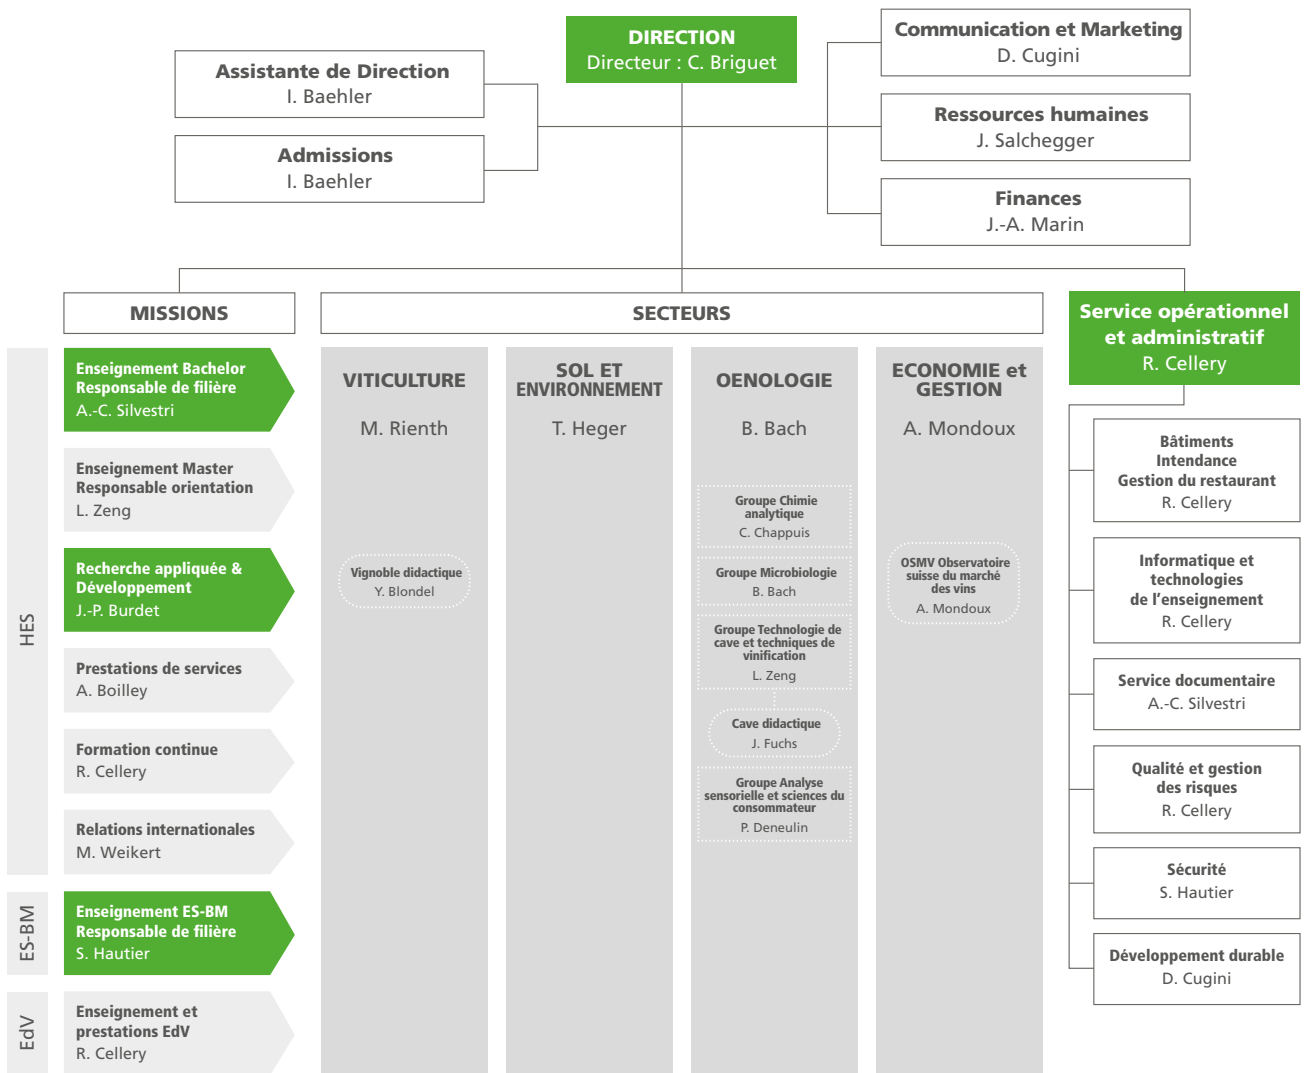 DIRECTION
Directeur : C. Briguet
Assistante de Direction
I. Baehler
Admissions
I. Baehler
Communication et Marketing
D. Cugini
Ressources humaines
J. Salchegger
Finances
J.-A. Marin
MISSIONS
SECTEURS
Service opérationnel
et administratif
R. Cellery
HES
Enseignement Bachelor
Responsable de filière
A.-C. Silvestri
Enseignement Master
Responsable orientation
L. Zeng
Recherche appliquée &
Développement
J.-P. Burdet
Prestations de services
A. Boilley
Formation continue
R. Cellery
Relations internationales
M. Weikert
ES-BM
Enseignement ES-BM
Responsable de filière
S. Hautier
EdV
Enseignement et
prestations EdV
R. Cellery
VITICULTURE
M. Rienth
Vignoble didactique
Y. Blondel
SOL ET
ENVIRONNEMENT
T. Heger
OENOLOGIE
B. Bach
Groupe Chimie
analytique
C. Chappuis
Groupe Microbiologie
B. Bach
Groupe Technologie de
cave et techniques de
vinification
L. Zeng
Cave didactique
J. Fuchs
Groupe Analyse
sensorielle et sciences du
consommateur
P. Deneulin
ECONOMIE et
GESTION
A. Mondoux
OSMV Observatoire
suisse du marché
des vins
A. Mondoux
Bâtiments
Intendance
Gestion du restaurant
R. Cellery
Informatique et
technologies
de l’enseignement
R. Cellery
Service documentaire
A.-C. Silvestri
Qualité et gestion
des risques
R. Cellery
Sécurité
S. Hautier
Développement durable
D. Cugini